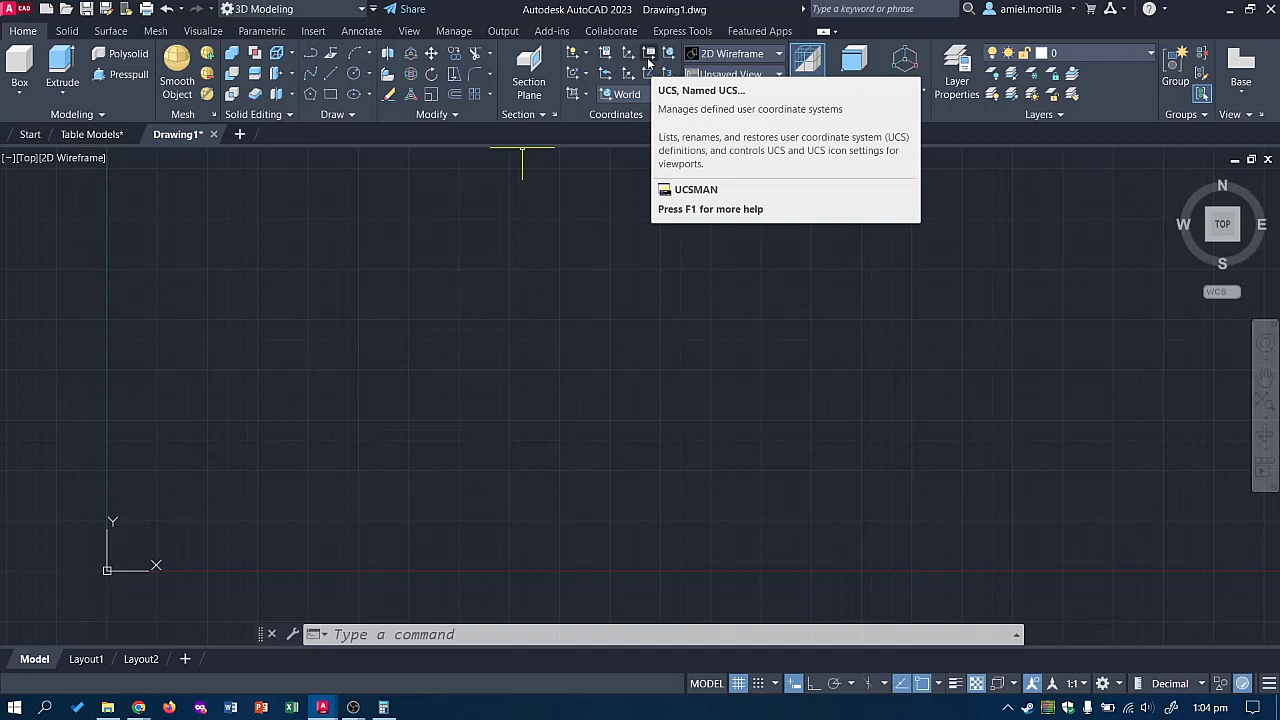 A CAD
3D Modeling
Share
Autodesk AutoCAD 2023 Drawing1.dwg
Type a keyword or phrase
amiel.mortilla
Home Solid Surface Mesh Visualize Parametric Insert Annotate View Manage Output Add-ins Collaborate Express Tools Featured Apps
Box
Extrude
Polysolid
Presspull
Smooth Object
Section Plane
World
2D Wireframe
Unsaved View
Layer Properties
0
Group
Base
Modeling
Mesh
Solid Editing
Draw
Modify
Section
Coordinates
Layers
Groups
View
Start
Table Models*
Drawing1*
[−][Top][2D Wireframe]
UCS, Named UCS...
Manages defined user coordinate systems
Lists, renames, and restores user coordinate system (UCS)
definitions, and controls UCS and UCS icon settings for
viewports.
UCSMAN
Press F1 for more help
N
W
TOP
E
S
WCS
Y
X
Type a command
Model
Layout1
Layout2
MODEL
1:1
Decimal
1:04 pm